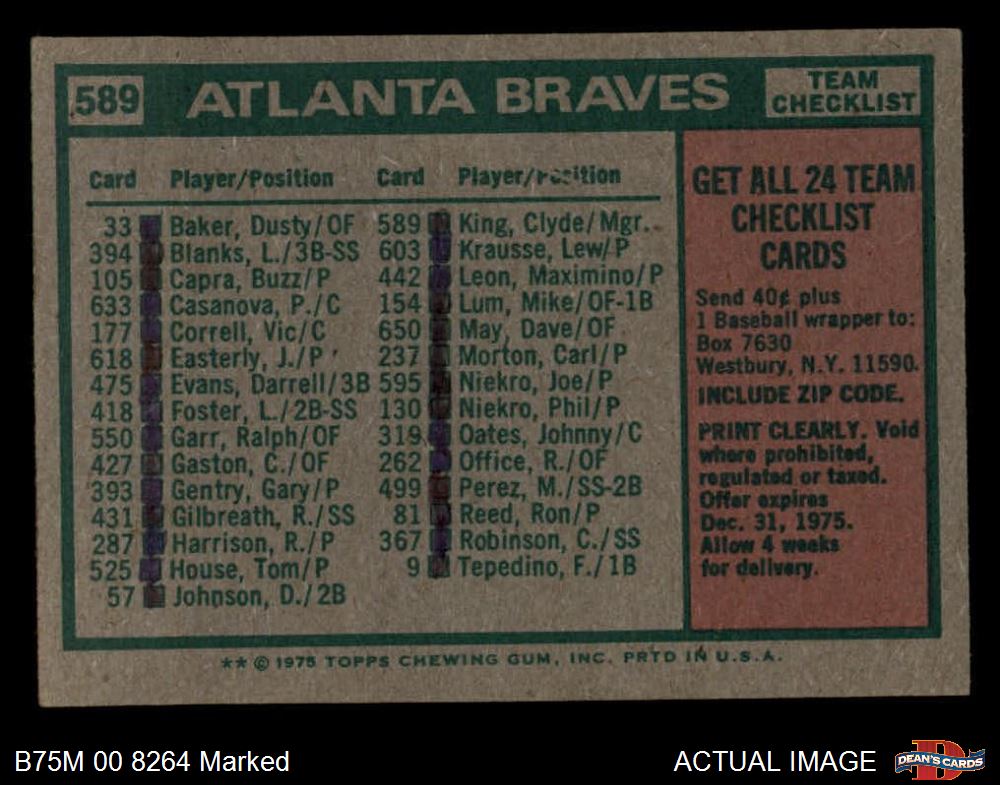 589
ATLANTA BRAVES
TEAM
CHECKLIST
Card Player/Position
33 Baker, Dusty/OF
394 Blanks, L./3B-SS
105 Capra, Buzz/P
633 Casanova, P./C
177 Correll, Vic/C
618 Easterly, J./P
475 Evans, Darrell/3B
418 Foster, L./2B-SS
550 Garr, Ralph/OF
427 Gaston, C./OF
393 Gentry, Gary/P
431 Gilbreath, R./SS
287 Harrison, R./P
525 House, Tom/P
57 Johnson, D./2B
Card Player/Position
589 King, Clyde/Mgr.
603 Krausse, Lew/P
442 Leon, Maximino/P
154 Lum, Mike/OF-1B
650 May, Dave/OF
237 Morton, Carl/P
595 Niekro, Joe/P
130 Niekro, Phil/P
319 Oates, Johnny/C
262 Office, R./OF
499 Perez, M./SS-2B
81 Reed, Ron/P
367 Robinson, C./SS
9 Tepedino, F./1B
GET ALL 24 TEAM
CHECKLIST
CARDS
Send 40¢ plus
1 Baseball wrapper to:
Box 7630
Westbury, N.Y. 11590.
INCLUDE ZIP CODE.
PRINT CLEARLY. Void
where prohibited,
regulated or taxed.
Offer expires
Dec. 31, 1975.
Allow 4 weeks
for delivery.
** © 1975 TOPPS CHEWING GUM, INC. PRTD IN U.S.A.
B75M 00 8264 Marked
ACTUAL IMAGE
D
DEAN'S CARDS